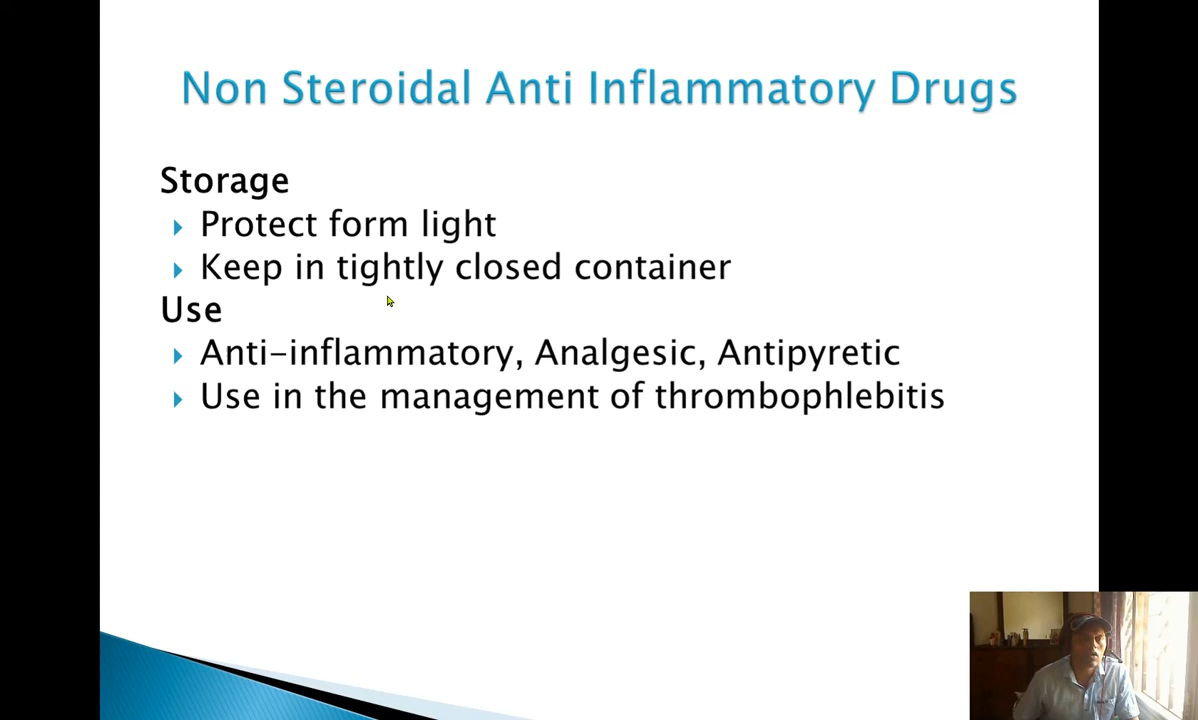 Non Steroidal Anti Inflammatory Drugs
Storage
Protect form light
Keep in tightly closed container
Use
Anti-inflammatory, Analgesic, Antipyretic
Use in the management of thrombophlebitis